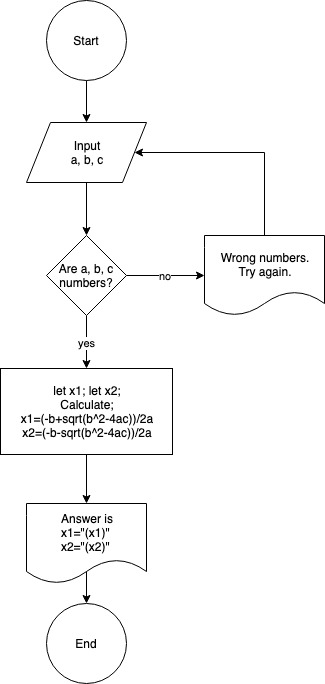 Start
Input
a, b, c
Are a, b, c
numbers?
no
Wrong numbers.
Try again.
yes
let x1; let x2;
Calculate;
x1=(-b+sqrt(b^2-4ac))/2a
x2=(-b-sqrt(b^2-4ac))/2a
Answer is
x1="(x1)"
x2="(x2)"
End